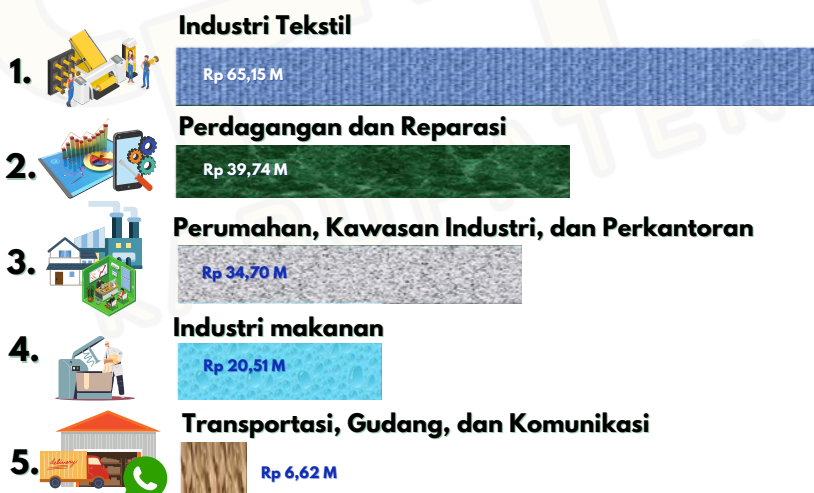 Industri Tekstil
1.
Rp 65,15 M
Perdagangan dan Reparasi
2.
Rp 39,74 M
Perumahan, Kawasan Industri, dan Perkantoran
3.
Rp 34,70 M
Industri makanan
4.
Rp 20,51 M
Transportasi, Gudang, dan Komunikasi
5.
delivery
Rp 6,62 M